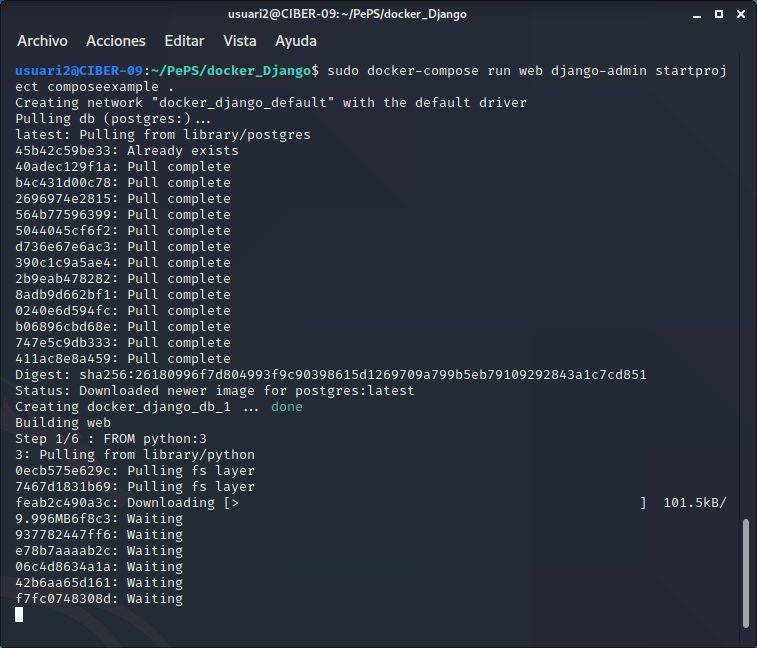 usuari2@CIBER-09: ~/PePS/docker_Django
Archivo Acciones Editar Vista Ayuda
usuari2@CIBER-09:~/PePS/docker_Django$ sudo docker-compose run web django-admin startproj
ect composeexample .
Creating network "docker_django_default" with the default driver
Pulling db (postgres:)...
latest: Pulling from library/postgres
45b42c59be33: Already exists
40adec129f1a: Pull complete
b4c431d00c78: Pull complete
2696974e2815: Pull complete
564b77596399: Pull complete
5044045cf6f2: Pull complete
d736e67e6ac3: Pull complete
390c1c9a5ae4: Pull complete
2b9eab478282: Pull complete
8adb9d662bf1: Pull complete
0240e6d594fc: Pull complete
b06896cbd68e: Pull complete
747e5c9db333: Pull complete
411ac8e8a459: Pull complete
Digest: sha256:26180996f7d804993f9c90398615d1269709a799b5eb79109292843a1c7cd851
Status: Downloaded newer image for postgres:latest
Creating docker_django_db_1 ... done
Building web
Step 1/6 : FROM python:3
3: Pulling from library/python
0ecb575e629c: Pulling fs layer
7467d1831b69: Pulling fs layer
feab2c490a3c: Downloading [> ] 101.5kB/
9.996MB6f8c3: Waiting
937782447ff6: Waiting
e78b7aaaab2c: Waiting
06c4d8634a1a: Waiting
42b6aa65d161: Waiting
f7fc0748308d: Waiting